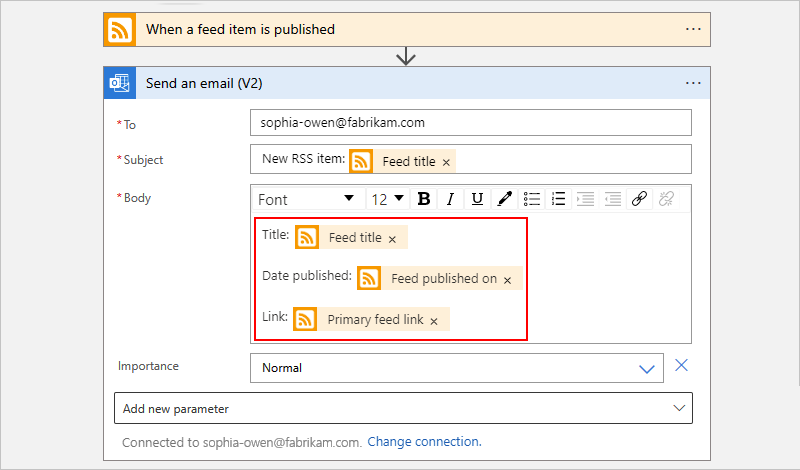 When a feed item is published ...
Send an email (V2) ...
*To sophia-owen@fabrikam.com
*Subject New RSS item: Feed title ×
*Body Font 12 B I U
Title: Feed title ×
Date published: Feed published on ×
Link: Primary feed link ×
Importance Normal
Add new parameter
Connected to sophia-owen@fabrikam.com. Change connection.